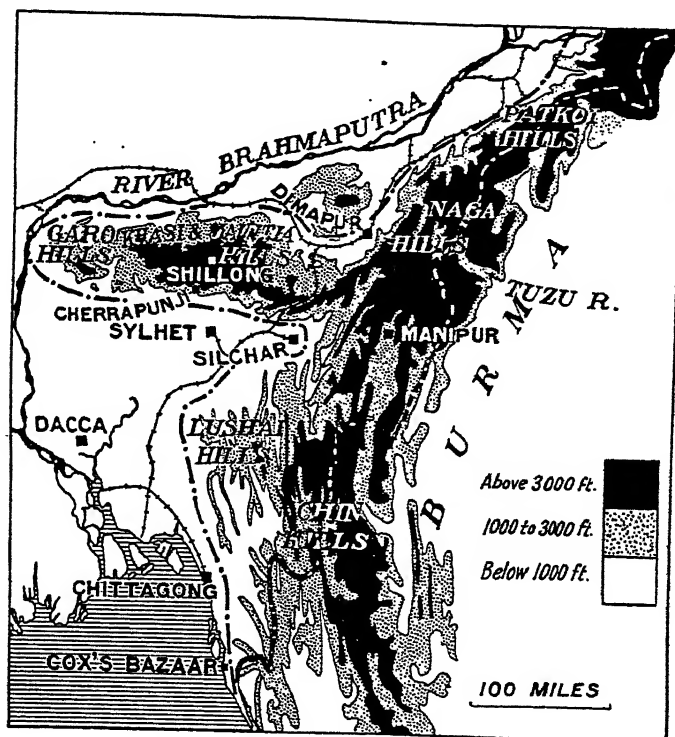 PATKOI
HILLS
BRAHMAPUTRA
RIVER
DIMAPUR
NAGA
HILLS
GARO
HILLS
KHASI & JAINTIA
HILLS
SHILLONG
TUZU R.
CHERRAPUNJI
SYLHET
MANIPUR
SILCHAR
BURMA
DACCA
LUSHAI
HILLS
CHIN
HILLS
Above 3000 ft.
1000 to 3000 ft.
Below 1000 ft.
CHITTAGONG
COX'S BAZAAR
100 MILES